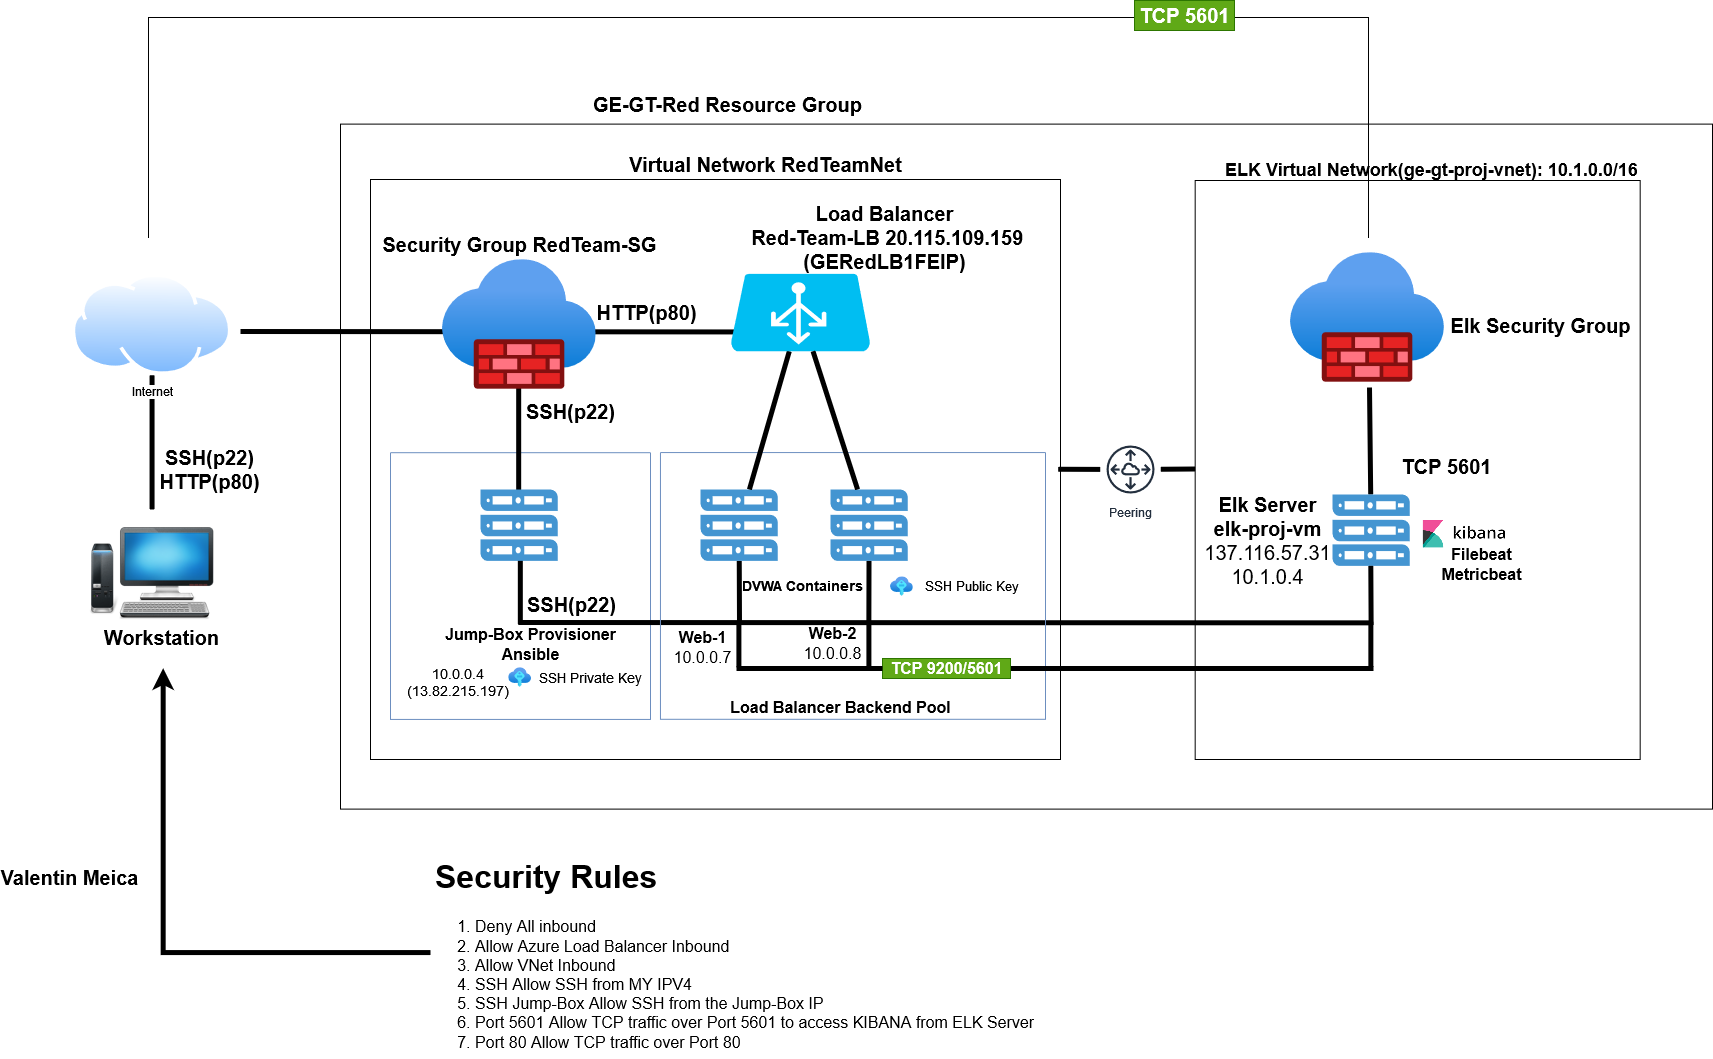 TCP 5601
GE-GT-Red Resource Group
Virtual Network RedTeamNet
ELK Virtual Network(ge-gt-proj-vnet): 10.1.0.0/16
Load Balancer
Red-Team-LB 20.115.109.159
(GERedLB1FEIP)
Security Group RedTeam-SG
HTTP(p80)
Elk Security Group
Internet
SSH(p22)
SSH(p22)
HTTP(p80)
TCP 5601
Peering
Elk Server
elk-proj-vm
137.116.57.31
10.1.0.4
kibana
Filebeat
Metricbeat
DVWA Containers
SSH Public Key
SSH(p22)
Workstation
Jump-Box Provisioner
Ansible
10.0.0.4
(13.82.215.197)
SSH Private Key
Web-1
10.0.0.7
Web-2
10.0.0.8
TCP 9200/5601
Load Balancer Backend Pool
Valentin Meica
Security Rules
1. Deny All inbound
2. Allow Azure Load Balancer Inbound
3. Allow VNet Inbound
4. SSH Allow SSH from MY IPV4
5. SSH Jump-Box Allow SSH from the Jump-Box IP
6. Port 5601 Allow TCP traffic over Port 5601 to access KIBANA from ELK Server
7. Port 80 Allow TCP traffic over Port 80